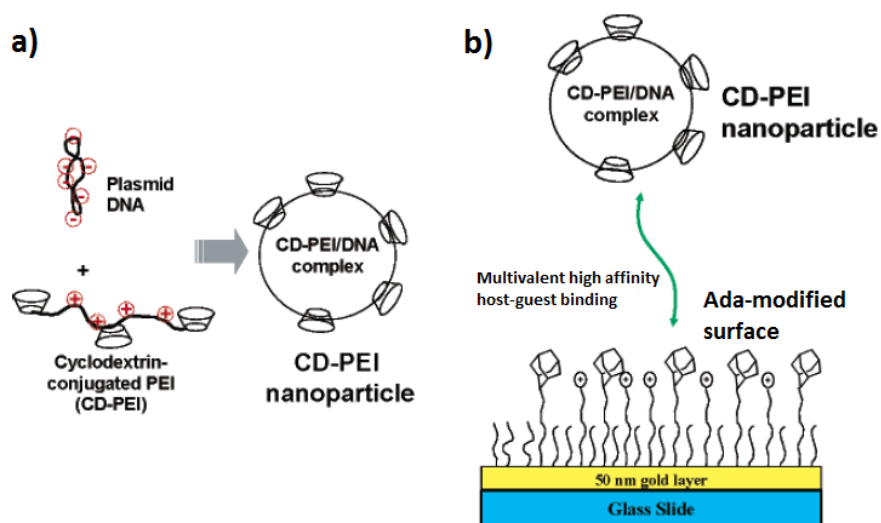 a)
Plasmid
DNA
+
Cyclodextrin-
conjugated PEI
(CD-PEI)
CD-PEI/DNA
complex
CD-PEI
nanoparticle
b)
CD-PEI/DNA
complex
CD-PEI
nanoparticle
Multivalent high affinity
host-guest binding
Ada-modified
surface
50 nm gold layer
Glass Slide